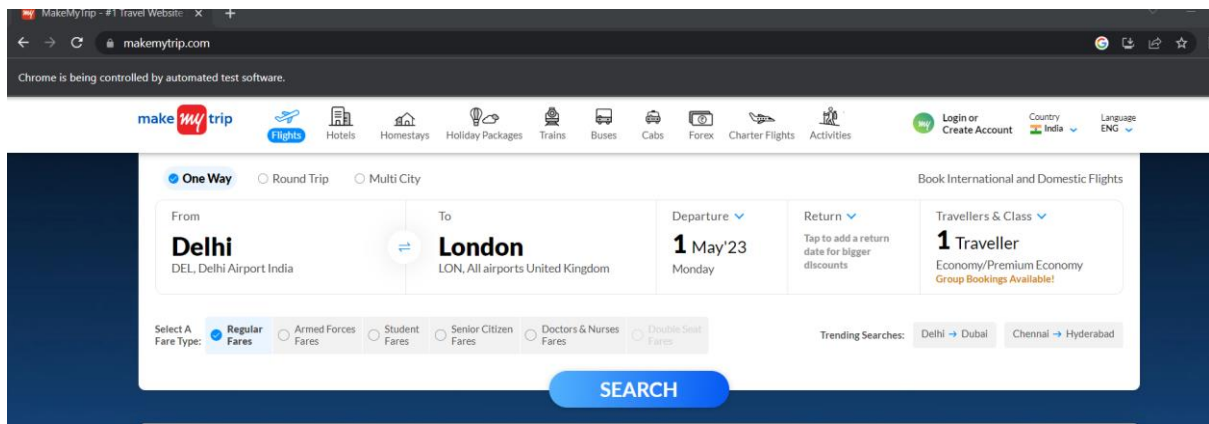 MakeMyTrip - #1 Travel Website
makemytrip.com
Chrome is being controlled by automated test software.
make my trip
Flights
Hotels
Homestays
Holiday Packages
Trains
Buses
Cabs
Forex
Charter Flights
Activities
my
Login or
Create Account
Country
India
Language
ENG
One Way
Round Trip
Multi City
Book International and Domestic Flights
From
Delhi
DEL, Delhi Airport India
To
London
LON, All airports United Kingdom
Departure
1 May'23
Monday
Return
Tap to add a return
date for bigger
discounts
Travellers & Class
1 Traveller
Economy/Premium Economy
Group Bookings Available!
Select A
Fare Type:
Regular
Fares
Armed Forces
Fares
Student
Fares
Senior Citizen
Fares
Doctors & Nurses
Fares
Double Seat
Fares
Trending Searches:
Delhi → Dubai
Chennai → Hyderabad
SEARCH